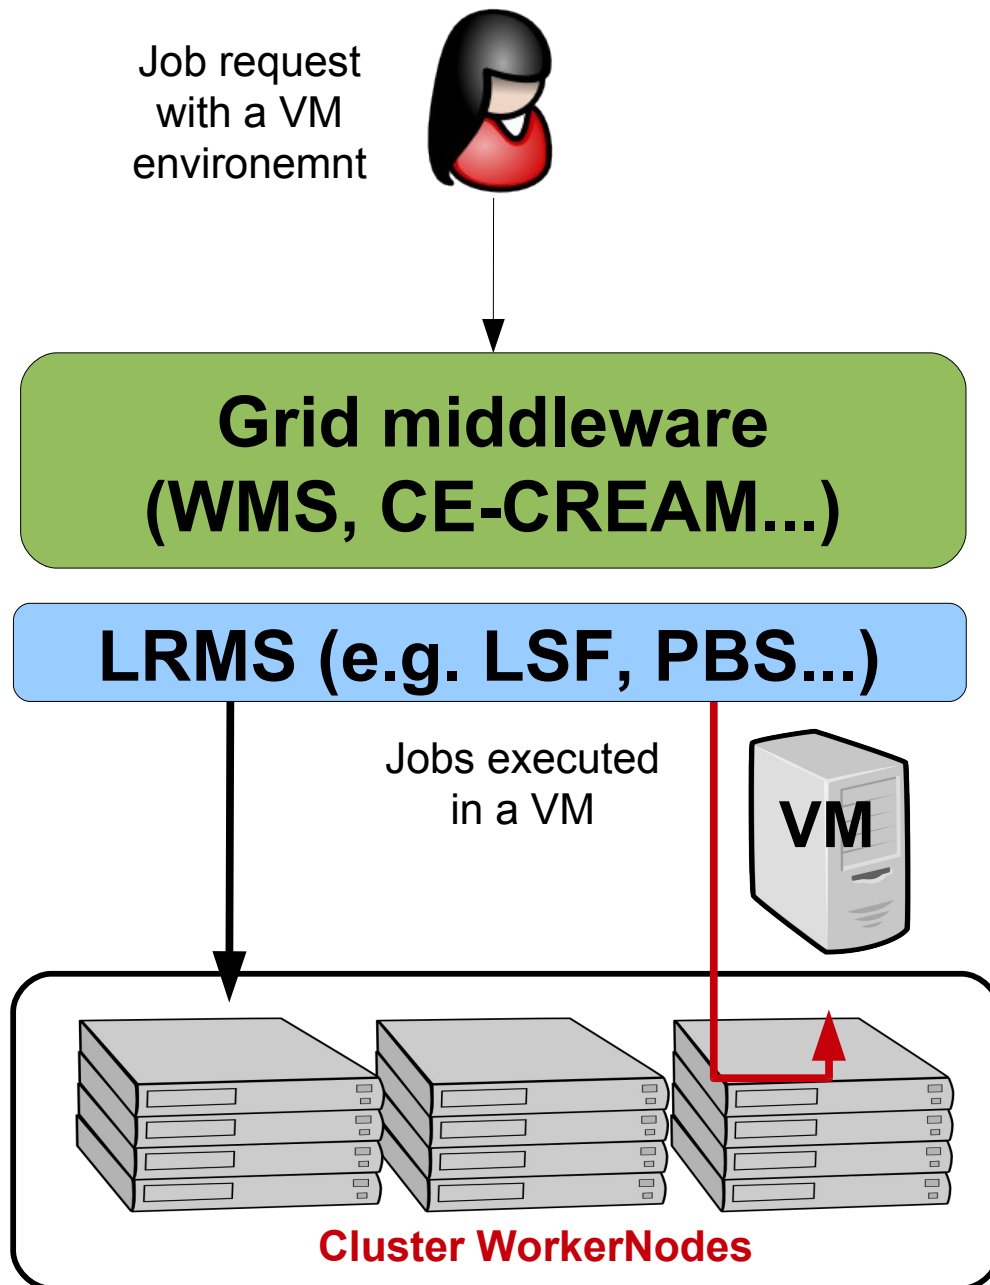 Job request
with a VM
environemnt
Grid middleware
(WMS, CE-CREAM...)
LRMS (e.g. LSF, PBS...)
Jobs executed
in a VM
VM
Cluster WorkerNodes